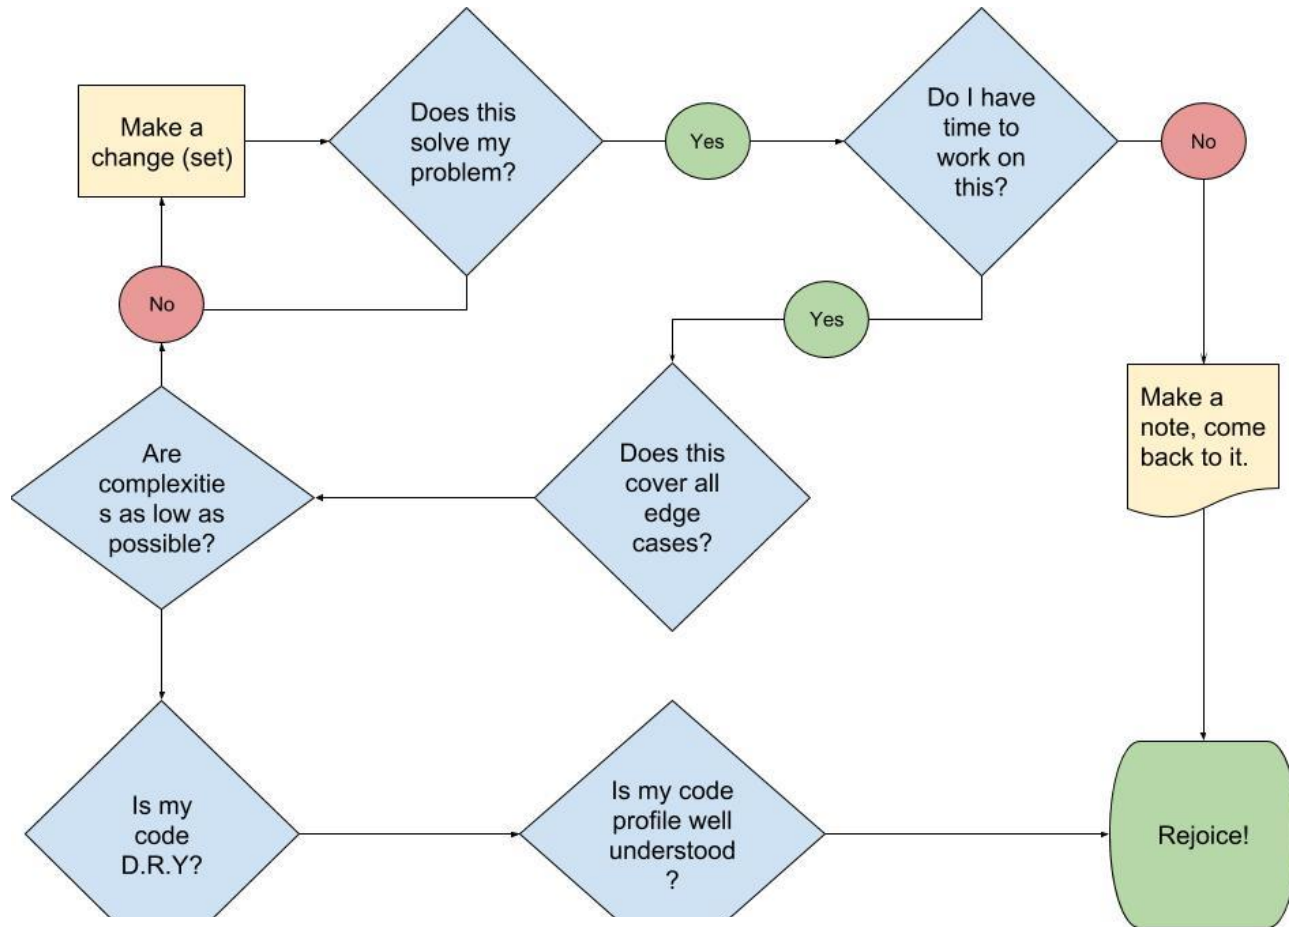 Make a
change (set)
Does this
solve my
problem?
Yes
Do I have
time to
work on
this?
No
No
Yes
Make a
note, come
back to it.
Are
complexitie
s as low as
possible?
Does this
cover all
edge
cases?
Is my
code
D.R.Y?
Is my code
profile well
understood
?
Rejoice!